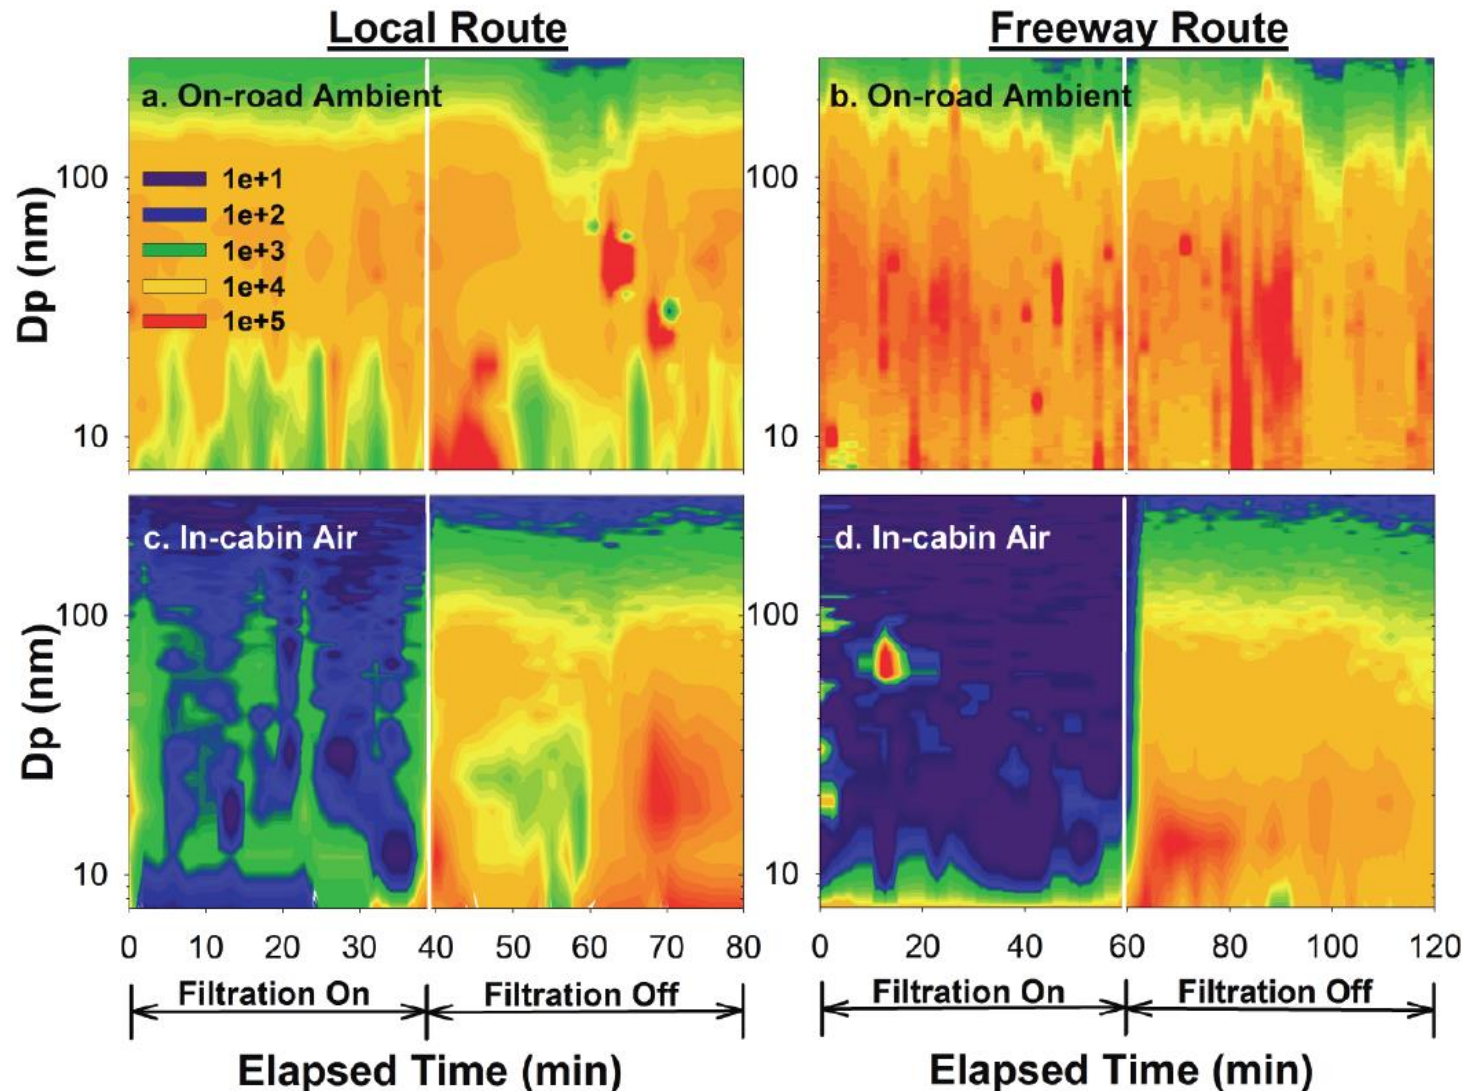 Local Route
Freeway Route
a. On-road Ambient
b. On-road Ambient
1e+1
1e+2
1e+3
1e+4
1e+5
Dp (nm)
100
10
100
10
c. In-cabin Air
d. In-cabin Air
Dp (nm)
100
10
100
10
0 10 20 30 40 50 60 70 80
0 20 40 60 80 100 120
Filtration On
Filtration Off
Filtration On
Filtration Off
Elapsed Time (min)
Elapsed Time (min)